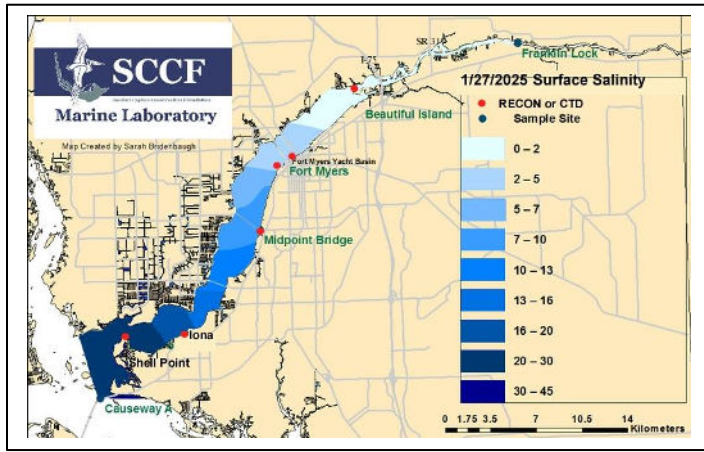 SCCF
Marine Laboratory
Map Created by Sarah Bridenbaugh
SR 31
I-75
Franklin Lock
Beautiful Island
Fort Myers Yacht Basin
Fort Myers
Midpoint Bridge
Iona
Shell Point
Causeway A
1/27/2025 Surface Salinity
RECON or CTD
Sample Site
0 – 2
2 – 5
5 – 7
7 – 10
10 – 13
13 – 16
16 – 20
20 – 30
30 – 45
0 1.75 3.5 7 10.5 14
Kilometers